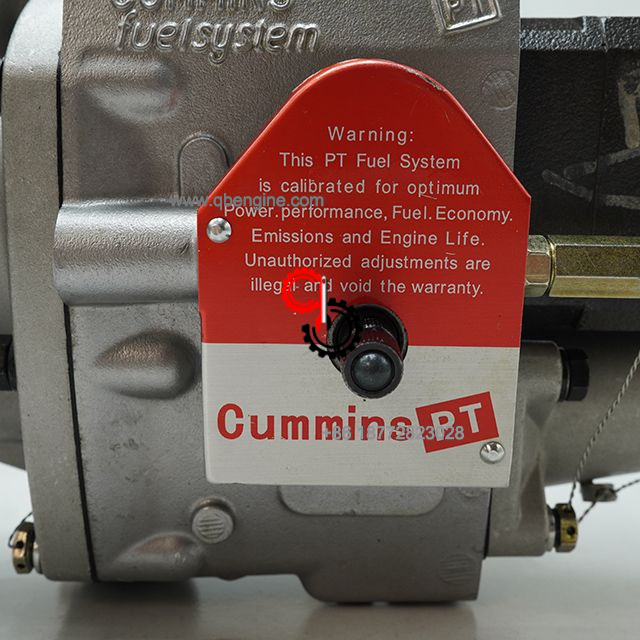 fuelsystem
PT
Warning:
This PT Fuel System
is calibrated for optimum
www.qbengine.com
Power.performance, Fuel.Economy.
Emissions and Engine Life.
Unauthorized adjustments are
illegal and void the warranty.
Cummins PT